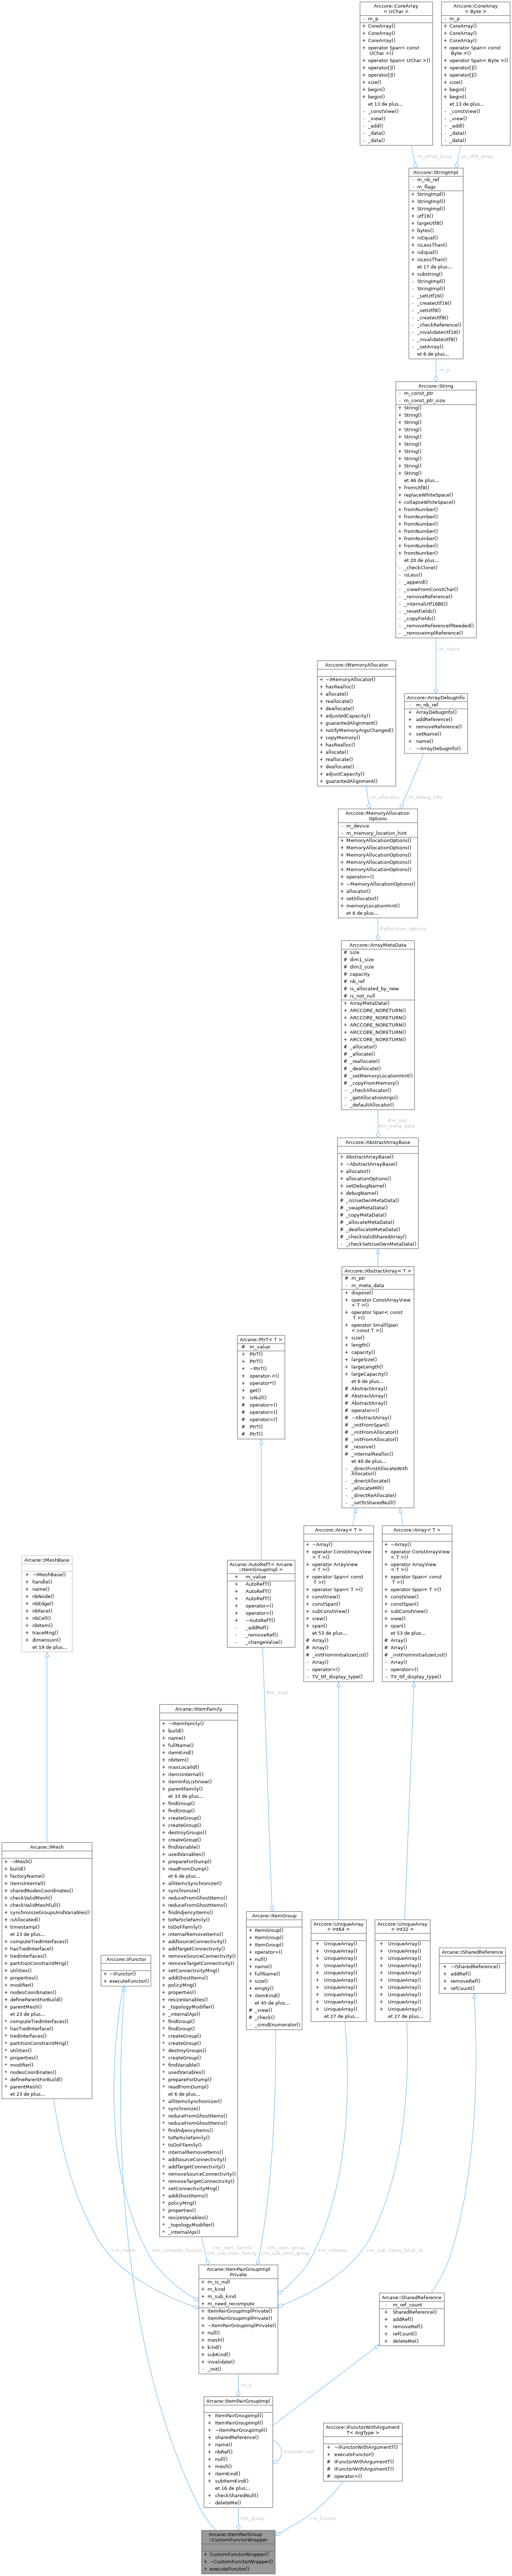 Arccore::CoreArray
< UChar >
- m_p
+ CoreArray()
+ CoreArray()
+ CoreArray()
+ operator Span< const
UChar >()
+ operator Span< UChar >()
+ operator[]()
+ operator[]()
+ size()
+ begin()
+ begin()
et 13 de plus...
- _constView()
- _view()
- _add()
- _data()
- _data()
Arccore::CoreArray
< Byte >
- m_p
+ CoreArray()
+ CoreArray()
+ CoreArray()
+ operator Span< const
Byte >()
+ operator Span< Byte >()
+ operator[]()
+ operator[]()
+ size()
+ begin()
+ begin()
et 13 de plus...
- _constView()
- _view()
- _add()
- _data()
- _data()
-m_utf16_array
-m_utf8_array
Arccore::StringImpl
- m_nb_ref
- m_flags
+ StringImpl()
+ StringImpl()
+ StringImpl()
+ utf16()
+ largeUtf8()
+ bytes()
+ isEqual()
+ isLessThan()
+ isEqual()
+ isLessThan()
et 17 de plus...
+ substring()
- StringImpl()
- StringImpl()
- _setUtf16()
- _createUtf16()
- _setUtf8()
- _createUtf8()
- _checkReference()
- _invalidateUtf16()
- _invalidateUtf8()
- _setArray()
et 6 de plus...
-m_p
Arccore::String
- m_const_ptr
- m_const_ptr_size
+ String()
+ String()
+ String()
+ String()
+ String()
+ String()
+ String()
+ String()
+ String()
+ String()
et 46 de plus...
+ fromUtf8()
+ replaceWhiteSpace()
+ collapseWhiteSpace()
+ fromNumber()
+ fromNumber()
+ fromNumber()
+ fromNumber()
+ fromNumber()
+ fromNumber()
+ fromNumber()
et 20 de plus...
- _checkClone()
- isLess()
- _append()
- _viewFromConstChar()
- _removeReference()
- _internalUtf16BE()
- _resetFields()
- _copyFields()
- _removeReferenceIfNeeded()
- _removeImplReference()
-m_name
Arccore::IMemoryAllocator
+ ~IMemoryAllocator()
+ hasRealloc()
+ allocate()
+ reallocate()
+ deallocate()
+ adjustedCapacity()
+ guarantedAlignment()
+ notifyMemoryArgsChanged()
+ copyMemory()
+ hasRealloc()
+ allocate()
+ reallocate()
+ deallocate()
+ adjustCapacity()
+ guarantedAlignment()
Arccore::ArrayDebugInfo
- m_nb_ref
+ ArrayDebugInfo()
+ addReference()
+ removeReference()
+ setName()
+ name()
- ~ArrayDebugInfo()
-m_allocator
-m_debug_info
Arccore::MemoryAllocation
Options
- m_device
- m_memory_location_hint
+ MemoryAllocationOptions()
+ MemoryAllocationOptions()
+ MemoryAllocationOptions()
+ MemoryAllocationOptions()
+ MemoryAllocationOptions()
+ operator=()
+ ~MemoryAllocationOptions()
+ allocator()
+ setAllocator()
+ memoryLocationHint()
et 6 de plus...
#allocation_options
Arccore::ArrayMetaData
# size
# dim1_size
# dim2_size
# capacity
# nb_ref
# is_allocated_by_new
# is_not_null
+ ArrayMetaData()
+ ARCCORE_NORETURN()
+ ARCCORE_NORETURN()
+ ARCCORE_NORETURN()
+ ARCCORE_NORETURN()
+ ARCCORE_NORETURN()
# _allocator()
# _allocate()
# _reallocate()
# _deallocate()
# _setMemoryLocationHint()
# _copyFromMemory()
- _checkAllocator()
- _getAllocationArgs()
- _defaultAllocator()
#m_md
#m_meta_data
Arccore::AbstractArrayBase
+ AbstractArrayBase()
+ ~AbstractArrayBase()
+ allocator()
+ allocationOptions()
+ setDebugName()
+ debugName()
# _isUseOwnMetaData()
# _swapMetaData()
# _copyMetaData()
# _allocateMetaData()
# _deallocateMetaData()
# _checkValidSharedArray()
- _checkSetUseOwnMetaData()
Arccore::AbstractArray< T >
# m_ptr
- m_meta_data
+ dispose()
+ operator ConstArrayView
< T >()
+ operator Span< const
T >()
+ operator SmallSpan
< const T >()
+ size()
+ length()
+ capacity()
+ largeSize()
+ largeLength()
+ largeCapacity()
et 6 de plus...
# AbstractArray()
# AbstractArray()
# AbstractArray()
# operator=()
# ~AbstractArray()
# _initFromSpan()
# _initFromAllocator()
# _initFromAllocator()
# _reserve()
# _internalRealloc()
et 40 de plus...
- _directFirstAllocateWith
Allocator()
- _directAllocate()
- _allocateMP()
- _directReAllocate()
- _setToSharedNull()
Arcane::PtrT< T >
# m_value
+ PtrT()
+ PtrT()
+ ~PtrT()
+ operator->()
+ operator*()
+ get()
+ isNull()
# operator=()
# operator=()
# operator=()
# PtrT()
# PtrT()
Arccore::Array< T >
+ ~Array()
+ operator ConstArrayView
< T >()
+ operator ArrayView
< T >()
+ operator Span< const
T >()
+ operator Span< T >()
+ constView()
+ constSpan()
+ subConstView()
+ view()
+ span()
et 53 de plus...
# Array()
# Array()
# _initFromInitializerList()
- Array()
- operator=()
- TV_ttf_display_type()
Arccore::Array< T >
+ ~Array()
+ operator ConstArrayView
< T >()
+ operator ArrayView
< T >()
+ operator Span< const
T >()
+ operator Span< T >()
+ constView()
+ constSpan()
+ subConstView()
+ view()
+ span()
et 53 de plus...
# Array()
# Array()
# _initFromInitializerList()
- Array()
- operator=()
- TV_ttf_display_type()
Arcane::IMeshBase
+ ~IMeshBase()
+ handle()
+ name()
+ nbNode()
+ nbEdge()
+ nbFace()
+ nbCell()
+ nbItem()
+ traceMng()
+ dimension()
et 19 de plus...
Arcane::AutoRefT< Arcane
::ItemGroupImpl >
+ m_value
+ AutoRefT()
+ AutoRefT()
+ AutoRefT()
+ operator=()
+ operator=()
+ ~AutoRefT()
- _addRef()
- _removeRef()
- _changeValue()
#m_impl
Arcane::IItemFamily
+ ~IItemFamily()
+ build()
+ name()
+ fullName()
+ itemKind()
+ nbItem()
+ maxLocalId()
+ itemsInternal()
+ itemInfoListView()
+ parentFamily()
et 33 de plus...
* findGroup()
* findGroup()
* createGroup()
* createGroup()
* destroyGroups()
* createGroup()
* findVariable()
* usedVariables()
* prepareForDump()
* readFromDump()
et 6 de plus...
* allItemsSynchronizer()
* synchronize()
* reduceFromGhostItems()
* reduceFromGhostItems()
* findAdjencyItems()
* toParticleFamily()
* toDoFFamily()
* internalRemoveItems()
* addSourceConnectivity()
* addTargetConnectivity()
* removeSourceConnectivity()
* removeTargetConnectivity()
* setConnectivityMng()
* addGhostItems()
* policyMng()
* properties()
* resizeVariables()
* _topologyModifier()
* _internalApi()
* findGroup()
* findGroup()
* createGroup()
* createGroup()
* destroyGroups()
* createGroup()
* findVariable()
* usedVariables()
* prepareForDump()
* readFromDump()
et 6 de plus...
* allItemsSynchronizer()
* synchronize()
* reduceFromGhostItems()
* reduceFromGhostItems()
* findAdjencyItems()
* toParticleFamily()
* toDoFFamily()
* internalRemoveItems()
* addSourceConnectivity()
* addTargetConnectivity()
* removeSourceConnectivity()
* removeTargetConnectivity()
* setConnectivityMng()
* addGhostItems()
* policyMng()
* properties()
* resizeVariables()
* _topologyModifier()
* _internalApi()
Arcane::IMesh
+ ~IMesh()
+ build()
+ factoryName()
+ itemsInternal()
+ sharedNodesCoordinates()
+ checkValidMesh()
+ checkValidMeshFull()
+ synchronizeGroupsAndVariables()
+ isAllocated()
+ timestamp()
et 23 de plus...
* computeTiedInterfaces()
* hasTiedInterface()
* tiedInterfaces()
* partitionConstraintMng()
* utilities()
* properties()
* modifier()
* nodesCoordinates()
* defineParentForBuild()
* parentMesh()
et 23 de plus...
* computeTiedInterfaces()
* hasTiedInterface()
* tiedInterfaces()
* partitionConstraintMng()
* utilities()
* properties()
* modifier()
* nodesCoordinates()
* defineParentForBuild()
* parentMesh()
et 23 de plus...
Arccore::IFunctor
+ ~IFunctor()
+ executeFunctor()
Arcane::ItemGroup
+ ItemGroup()
+ ItemGroup()
+ ItemGroup()
+ operator=()
+ null()
+ name()
+ fullName()
+ size()
+ empty()
+ itemKind()
et 45 de plus...
# _view()
# _check()
- _simdEnumerator()
Arccore::UniqueArray
< Int64 >
+ UniqueArray()
+ UniqueArray()
+ UniqueArray()
+ UniqueArray()
+ UniqueArray()
+ UniqueArray()
+ UniqueArray()
+ UniqueArray()
+ UniqueArray()
+ UniqueArray()
et 27 de plus...
Arccore::UniqueArray
< Int32 >
+ UniqueArray()
+ UniqueArray()
+ UniqueArray()
+ UniqueArray()
+ UniqueArray()
+ UniqueArray()
+ UniqueArray()
+ UniqueArray()
+ UniqueArray()
+ UniqueArray()
et 27 de plus...
Arcane::ISharedReference
+ ~ISharedReference()
+ addRef()
+ removeRef()
+ refCount()
+m_mesh
+m_compute_functor
+m_item_family
+m_sub_item_family
+m_item_group
+m_sub_item_group
+m_indexes
+m_sub_items_local_id
Arcane::ItemPairGroupImpl
Private
+ m_is_null
+ m_kind
+ m_sub_kind
+ m_need_recompute
+ ItemPairGroupImplPrivate()
+ ItemPairGroupImplPrivate()
+ ~ItemPairGroupImplPrivate()
+ null()
+ mesh()
+ kind()
+ subKind()
+ invalidate()
- _init()
Arcane::SharedReference
- m_ref_count
+ SharedReference()
+ addRef()
+ removeRef()
+ refCount()
+ deleteMe()
-m_p
Arcane::ItemPairGroupImpl
+ ItemPairGroupImpl()
+ ItemPairGroupImpl()
+ ~ItemPairGroupImpl()
+ sharedReference()
+ name()
+ nbRef()
+ null()
+ mesh()
+ itemKind()
+ subItemKind()
et 16 de plus...
+ checkSharedNull()
- deleteMe()
+shared_null
Arccore::IFunctorWithArgument
T< ArgType >
+ ~IFunctorWithArgumentT()
+ executeFunctor()
# IFunctorWithArgumentT()
# IFunctorWithArgumentT()
# operator=()
+m_group
+m_functor
Arcane::ItemPairGroup
::CustomFunctorWrapper
+ CustomFunctorWrapper()
+ ~CustomFunctorWrapper()
+ executeFunctor()